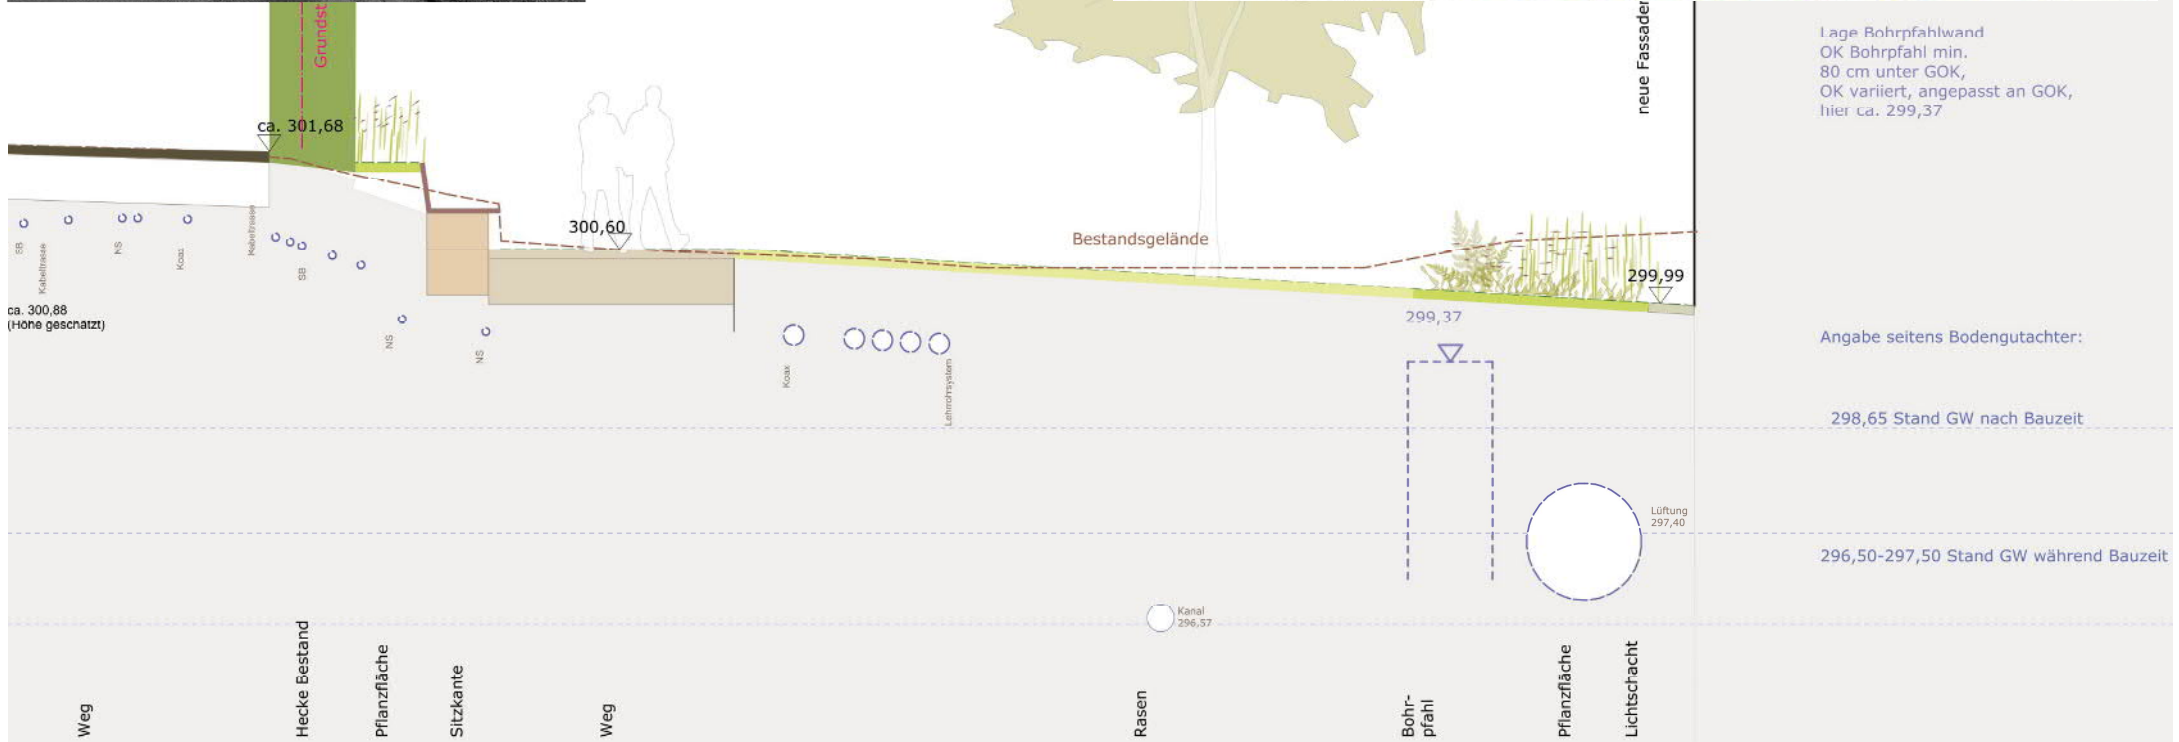 Grundst
neue Fassaden
Lage Bohrpfahlwand
OK Bohrpfahl min.
80 cm unter GOK,
OK variiert, angepasst an GOK,
hier ca. 299,37
ca. 301,68
300,60
Bestandsgelände
299,99
SB
Kabeltrasse
NS
Koax
Kabeltrasse
SB
ca. 300,88
(Höhe geschätzt)
NS
NS
Koax
Leerrohrsystem
299,37
Angabe seitens Bodengutachter:
298,65 Stand GW nach Bauzeit
Lüftung
297,40
296,50-297,50 Stand GW während Bauzeit
Kanal
296,57
Weg
Hecke Bestand
Pflanzfläche
Sitzkante
Weg
Rasen
Bohr-
pfahl
Pflanzfläche
Lichtschacht